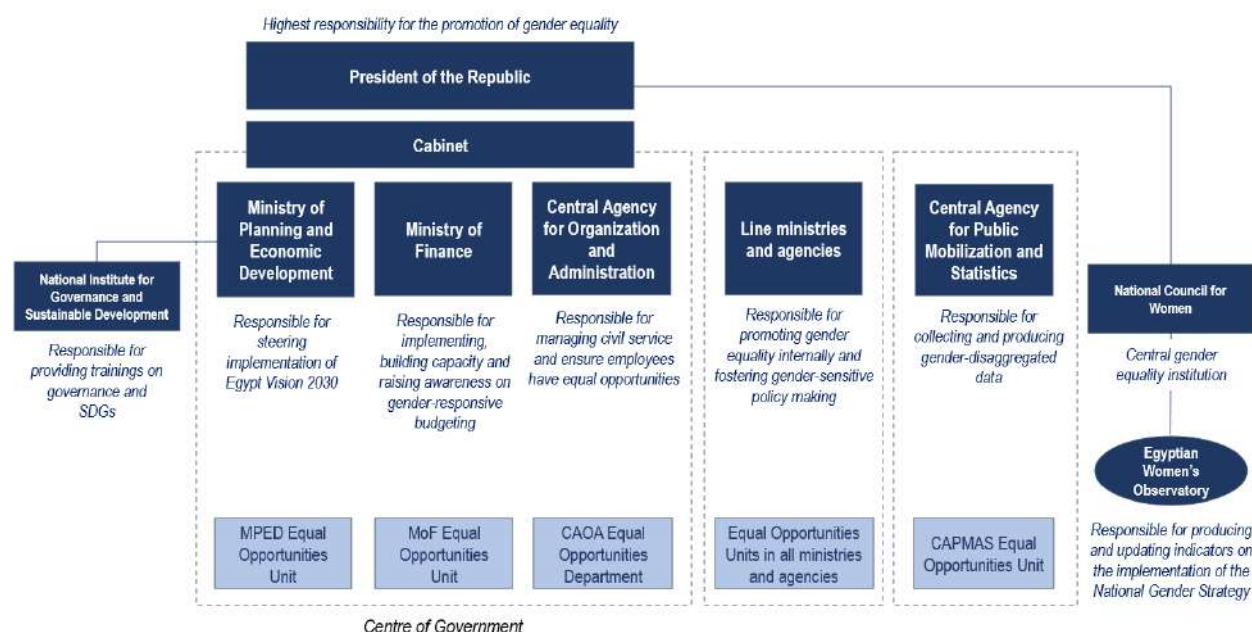 Highest responsibility for the promotion of gender equality
President of the Republic
Cabinet
Ministry of
Planning and
Economic
Development
Ministry of
Finance
Central Agency
for Organization
and
Administration
Line ministries
and agencies
Central Agency
for Public
Mobilization and
Statistics
National Institute for
Governance and
Sustainable Development
National Council for
Women
Responsible for
providing trainings on
governance and
SDGs
Responsible for
steering
implementation of
Egypt Vision 2030
Responsible for
implementing,
building capacity and
raising awareness on
gender-responsive
budgeting
Responsible for
managing civil service
and ensure employees
have equal opportunities
Responsible for
promoting gender
equality internally and
fostering gender-sensitive
policy making
Responsible for
collecting and producing
gender-disaggregated
data
Central gender
equality institution
Egyptian
Women's
Observatory
Responsible for producing
and updating indicators on
the implementation of the
National Gender Strategy
MPED Equal
Opportunities
Unit
MoF Equal
Opportunities
Unit
CAOA Equal
Opportunities
Department
Equal Opportunities
Units in all ministries
and agencies
CAPMAS Equal
Opportunities Unit
Centre of Government